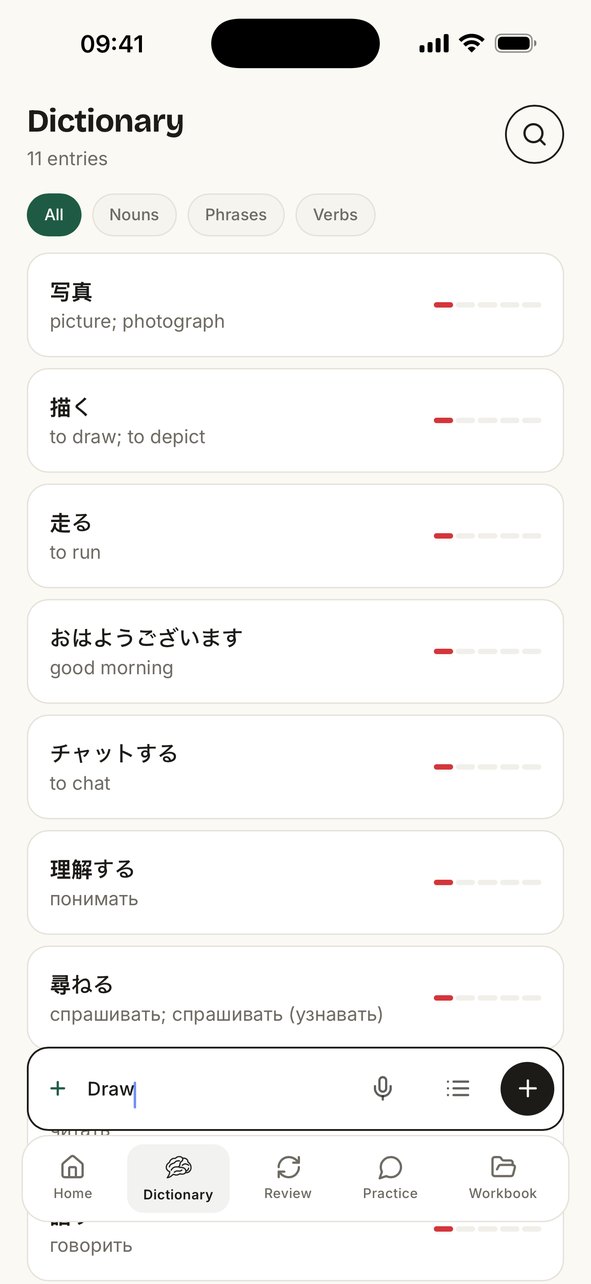 09:41
Dictionary
11 entries
All
Nouns
Phrases
Verbs
写真
picture; photograph
描く
to draw; to depict
走る
to run
おはようございます
good morning
チャットする
to chat
理解する
понимать
尋ねる
спрашивать; спрашивать (узнавать)
Draw
читать
Home
Dictionary
Review
Practice
Workbook
говорить